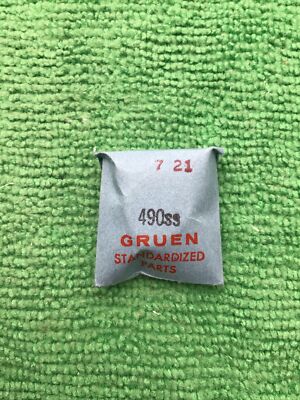 7 21
490ss
GRUEN
STANDARDIZED
PARTS